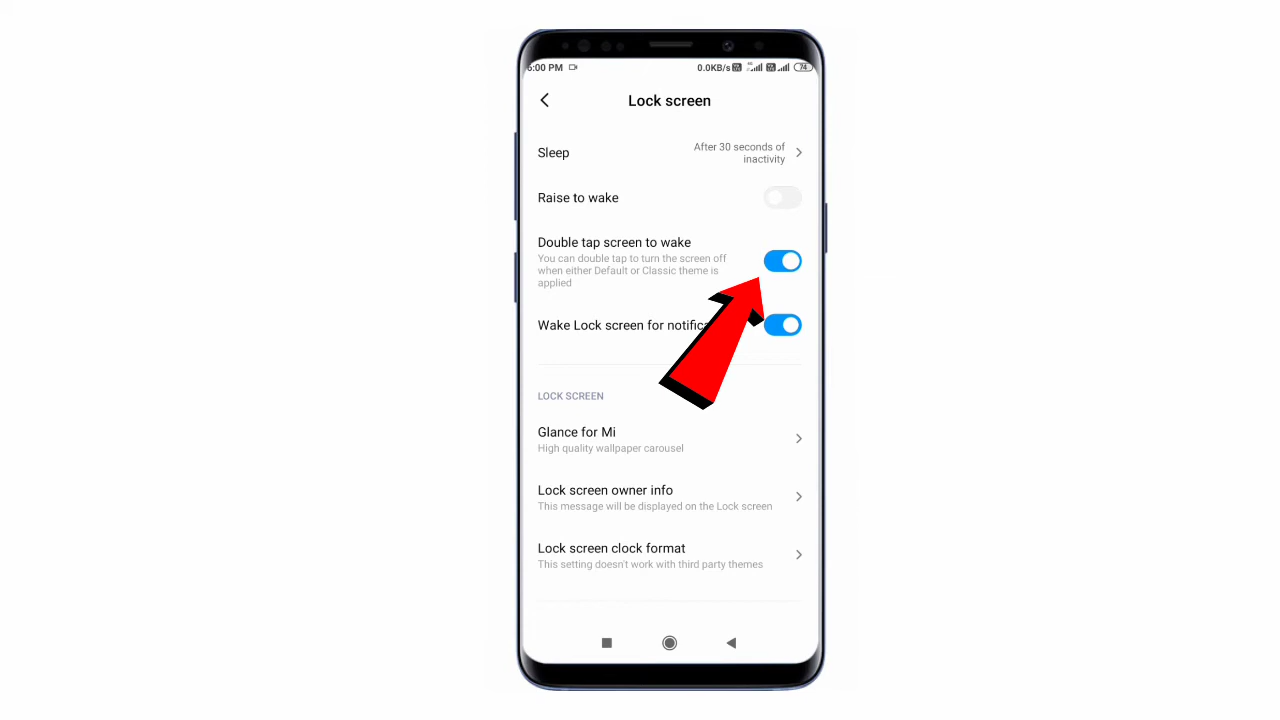 6:00 PM 0.0KB/s 74
Lock screen
Sleep
After 30 seconds of
inactivity
Raise to wake
Double tap screen to wake
You can double tap to turn the screen off
when either Default or Classic theme is
applied
Wake Lock screen for notifica
LOCK SCREEN
Glance for Mi
High quality wallpaper carousel
Lock screen owner info
This message will be displayed on the Lock screen
Lock screen clock format
This setting doesn't work with third party themes